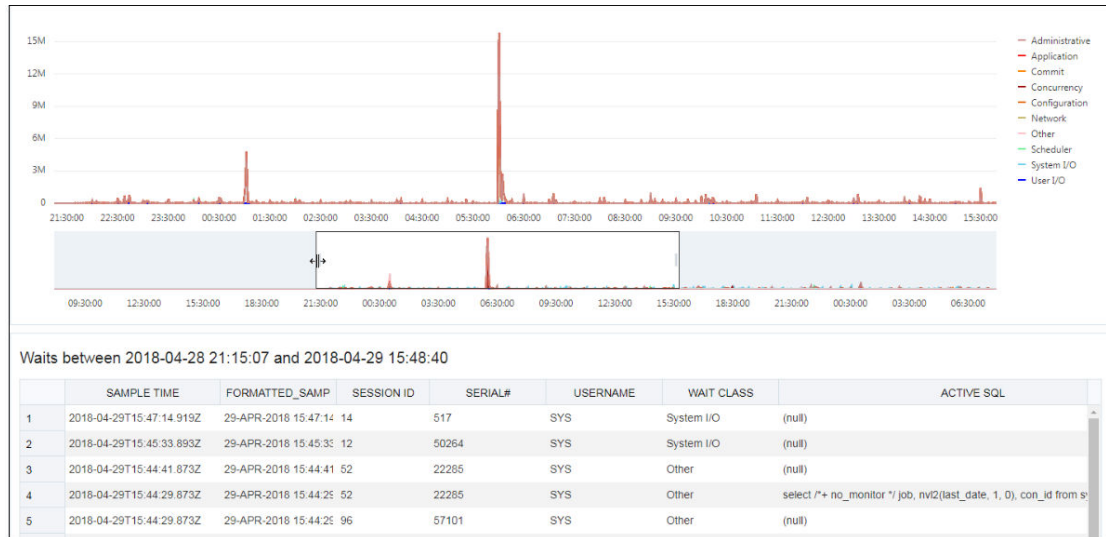 15M
12M
9M
6M
3M
0
21:30:00 22:30:00 23:30:00 00:30:00 01:30:00 02:30:00 03:30:00 04:30:00 05:30:00 06:30:00 07:30:00 08:30:00 09:30:00 10:30:00 11:30:00 12:30:00 13:30:00 14:30:00 15:30:00
Administrative
Application
Commit
Concurrency
Configuration
Network
Other
Scheduler
System I/O
User I/O
09:30:00 12:30:00 15:30:00 18:30:00 21:30:00 00:30:00 03:30:00 06:30:00 09:30:00 12:30:00 15:30:00 18:30:00 21:30:00 00:30:00 03:30:00 06:30:00
Waits between 2018-04-28 21:15:07 and 2018-04-29 15:48:40
SAMPLE TIME FORMATTED_SAMP SESSION ID SERIAL# USERNAME WAIT CLASS ACTIVE SQL
1 2018-04-29T15:47:14.919Z 29-APR-2018 15:47:14 14 517 SYS System I/O (null)
2 2018-04-29T15:45:33.893Z 29-APR-2018 15:45:33 12 50264 SYS System I/O (null)
3 2018-04-29T15:44:41.873Z 29-APR-2018 15:44:41 52 22285 SYS Other (null)
4 2018-04-29T15:44:29.873Z 29-APR-2018 15:44:29 52 22285 SYS Other select /*+ no_monitor */ job, nvl2(last_date, 1, 0), con_id from sy
5 2018-04-29T15:44:29.873Z 29-APR-2018 15:44:29 96 57101 SYS Other (null)